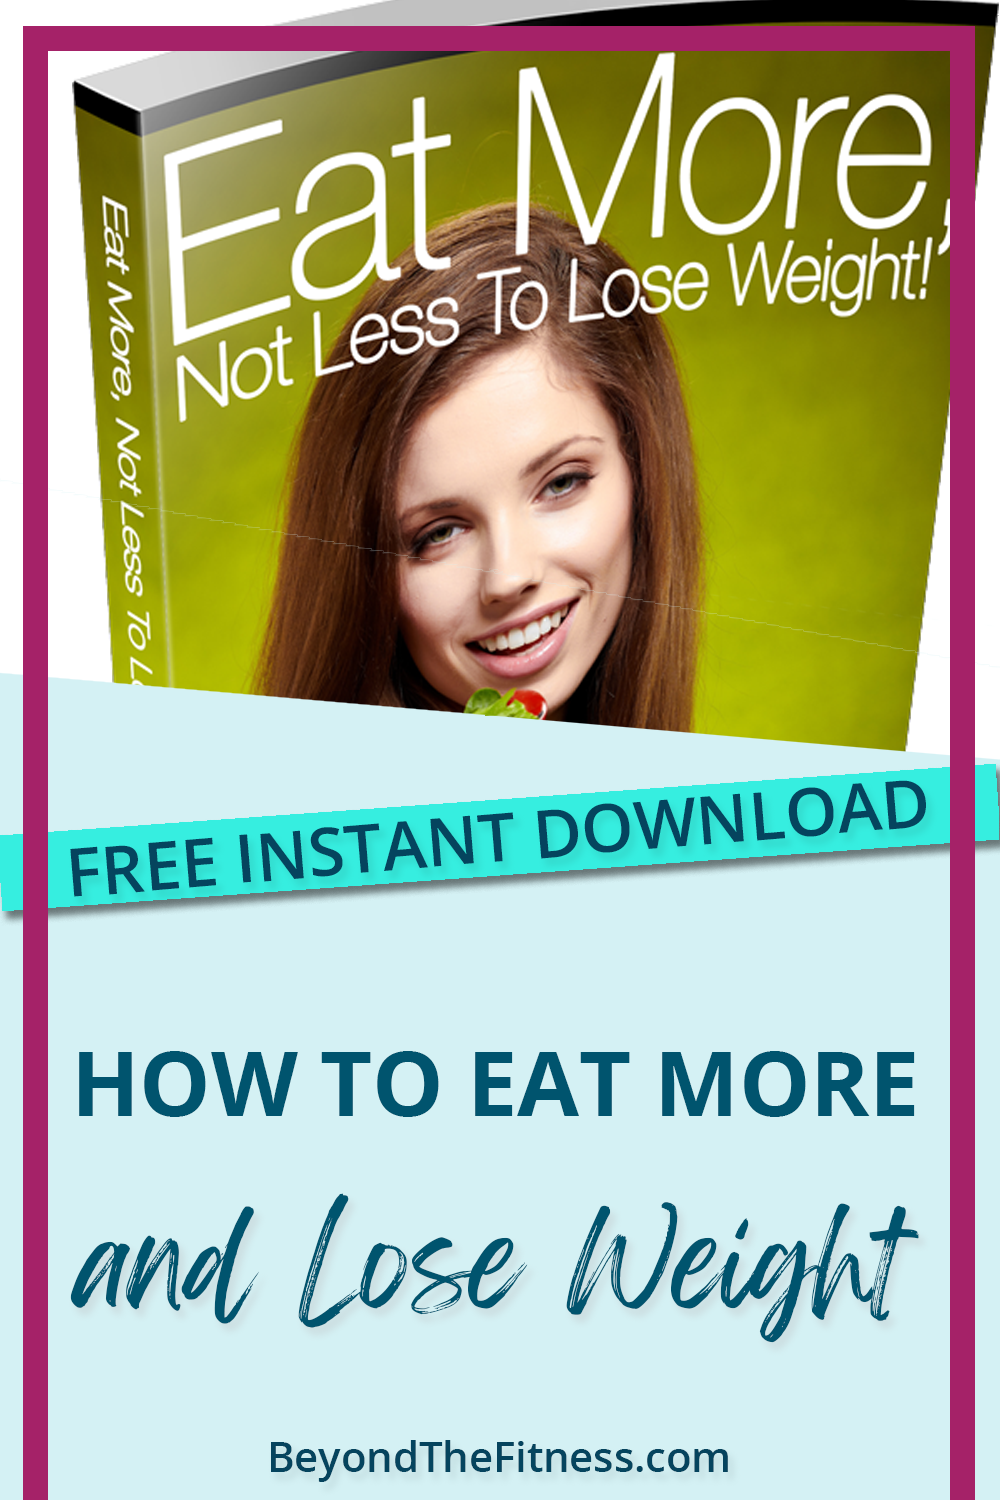 Eat More,
Not Less To Lose Weight!
Eat More, Not Less To
FREE INSTANT DOWNLOAD
HOW TO EAT MORE
and Lose Weight
BeyondTheFitness.com